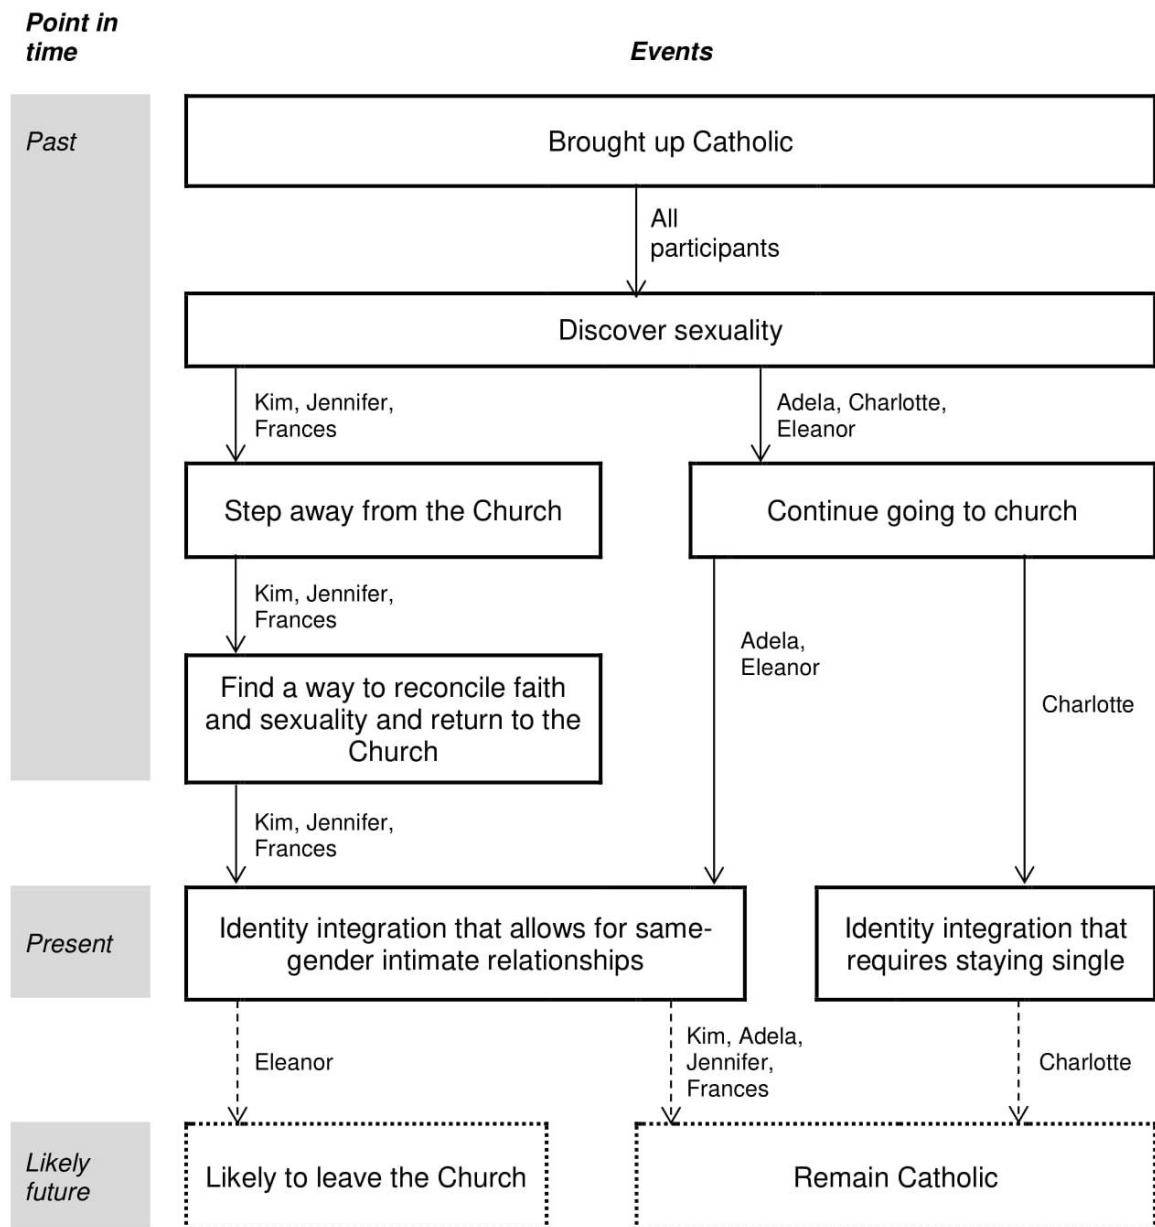 Point in
time
Events
Past
Brought up Catholic
All
participants
Discover sexuality
Kim, Jennifer,
Frances
Adela, Charlotte,
Eleanor
Step away from the Church
Continue going to church
Kim, Jennifer,
Frances
Adela,
Eleanor
Charlotte
Find a way to reconcile faith
and sexuality and return to the
Church
Kim, Jennifer,
Frances
Present
Identity integration that allows for same-
gender intimate relationships
Identity integration that
requires staying single
Eleanor
Kim, Adela,
Jennifer,
Frances
Charlotte
Likely
future
Likely to leave the Church
Remain Catholic